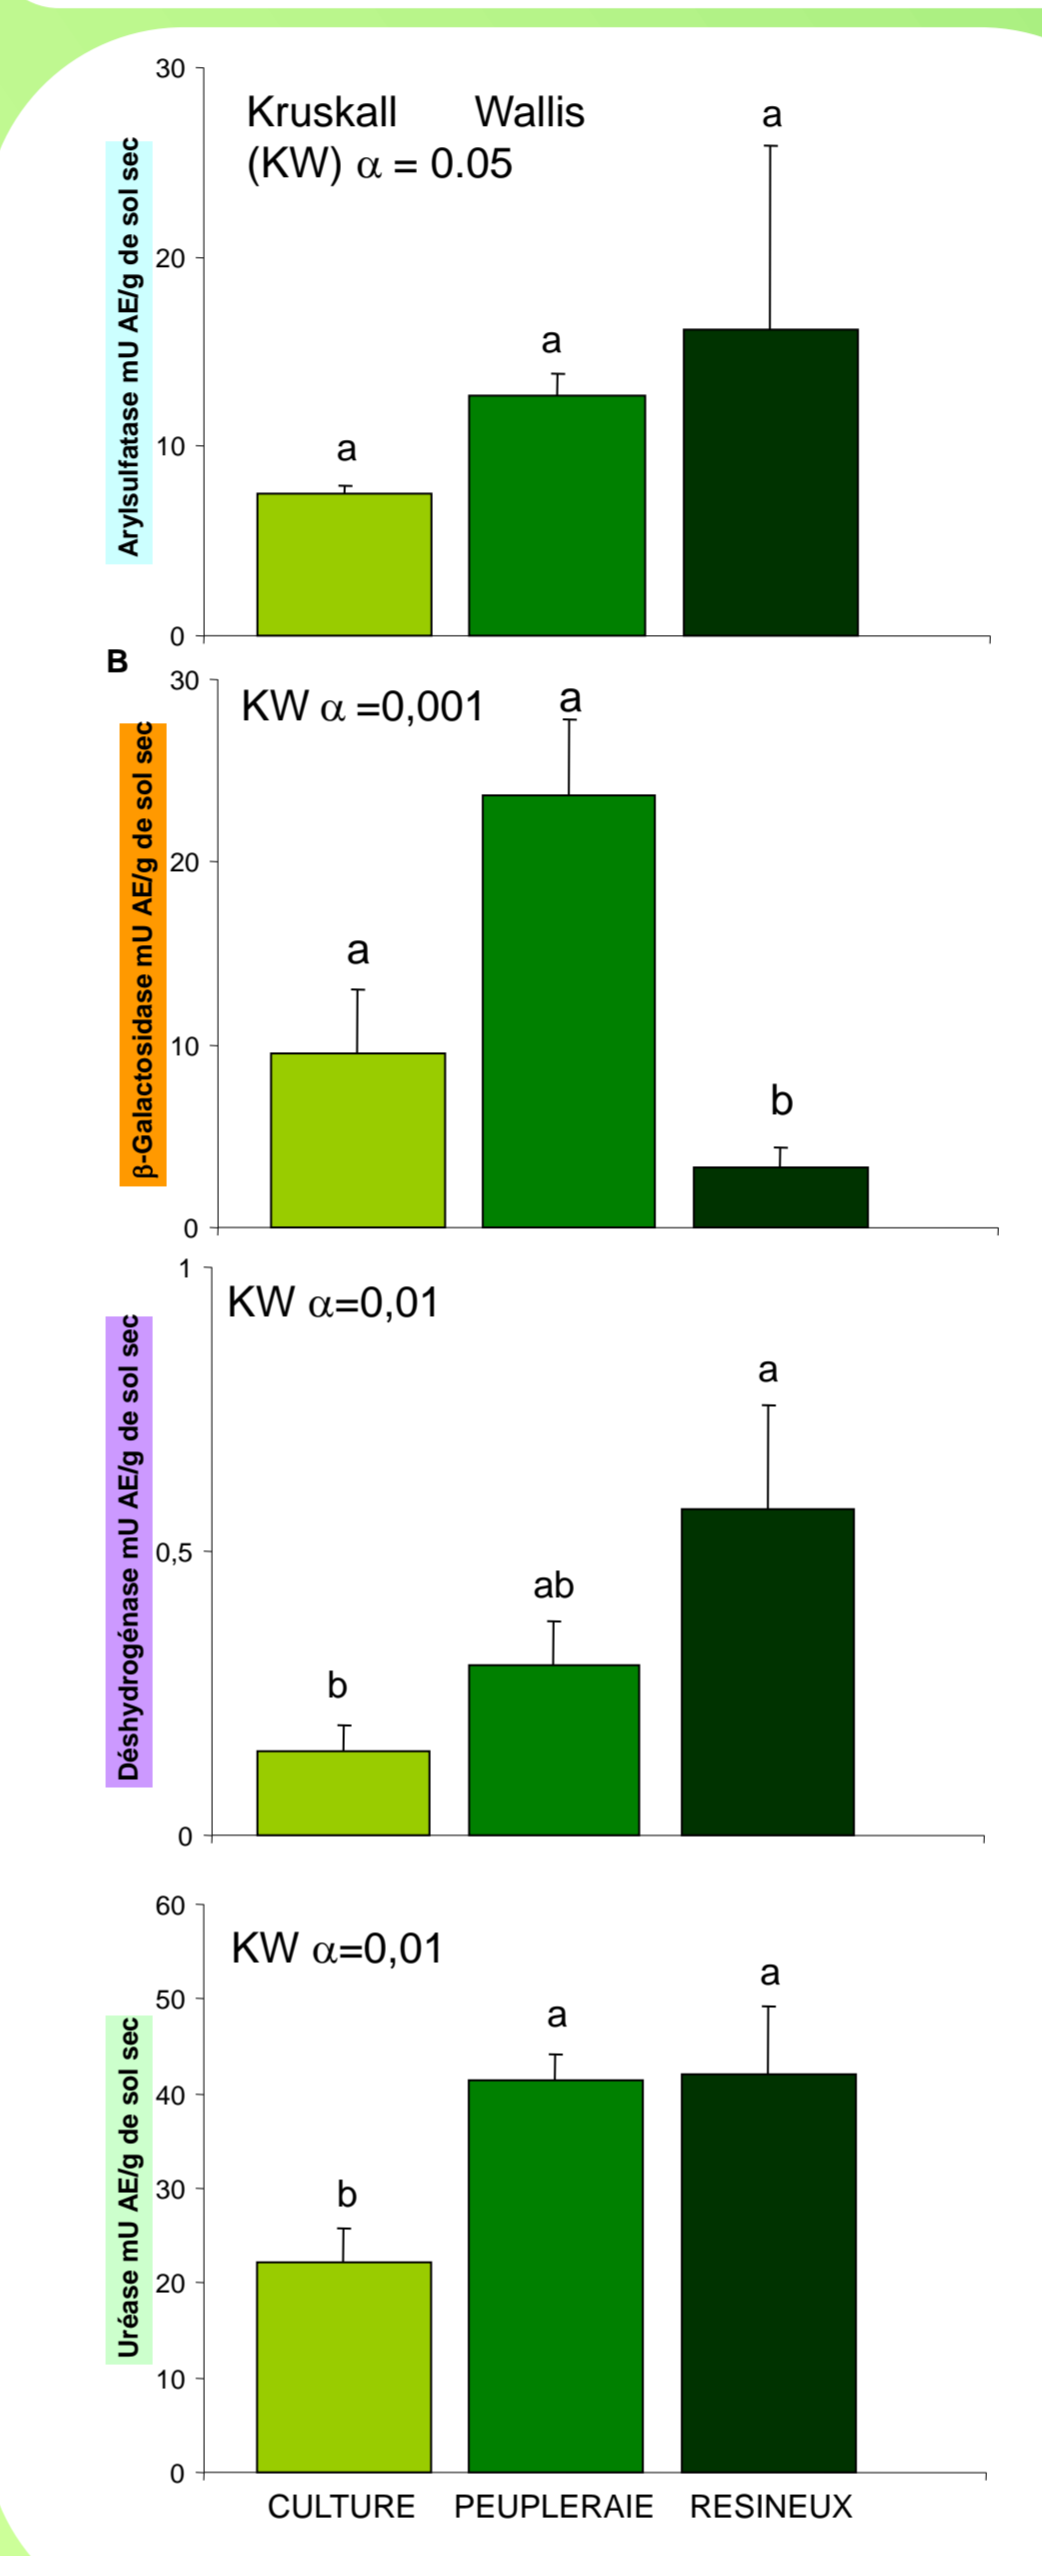 30
Kruskall Wallis
(KW) α = 0.05
a
a
a
20
10
0
Arylsulfatase mU AE/g de sol sec
B
30
KW α =0,001
a
a
b
20
10
0
β-Galactosidase mU AE/g de sol sec
1
KW α=0,01
a
ab
b
0,5
0
Déshydrogénase mU AE/g de sol sec
60
KW α=0,01
a
a
b
50
40
30
20
10
0
Uréase mU AE/g de sol sec
CULTURE PEUPLERAIE RESINEUX